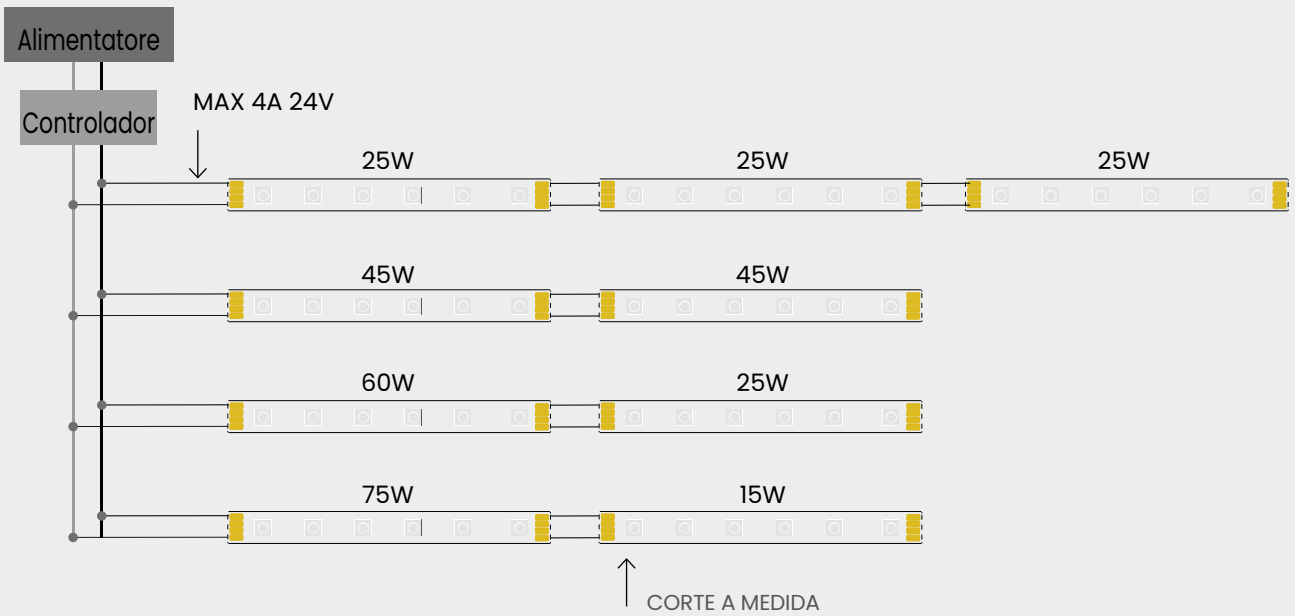 Alimentatore
Controlador
MAX 4A 24V
25W 25W 25W
45W 45W
60W 25W
75W 15W
CORTE A MEDIDA